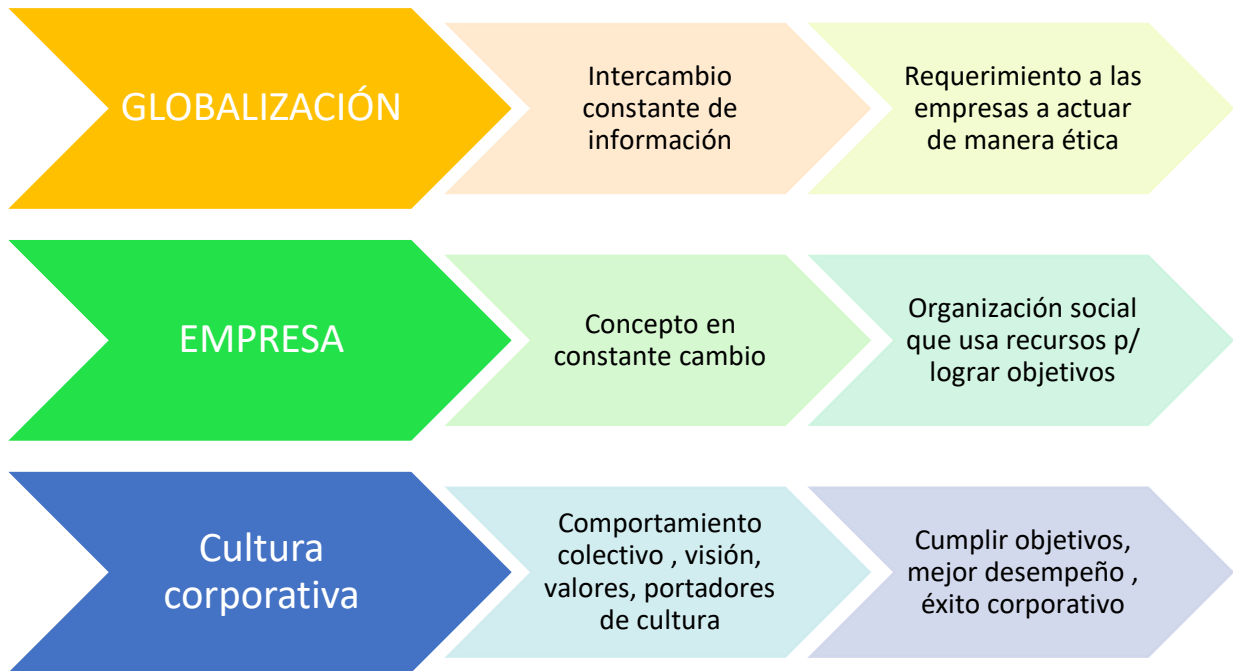 GLOBALIZACIÓN
Intercambio
constante de
información
Requerimiento a las
empresas a actuar
de manera ética
EMPRESA
Concepto en
constante cambio
Organización social
que usa recursos p/
lograr objetivos
Cultura
corporativa
Comportamiento
colectivo , visión,
valores, portadores
de cultura
Cumplir objetivos,
mejor desempeño ,
éxito corporativo